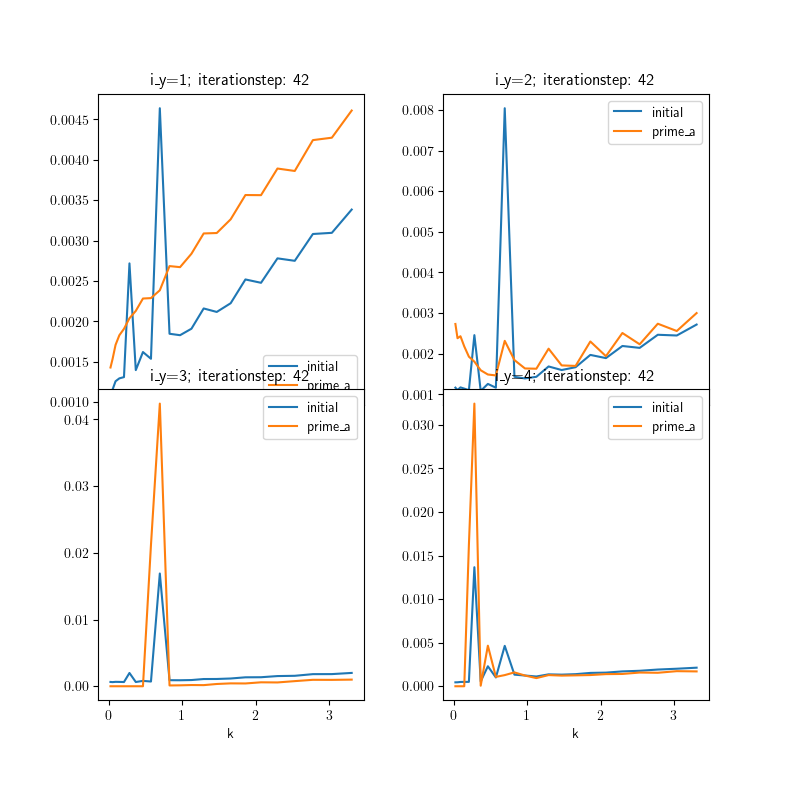 i_y=1; iterationstep: 42
i_y=2; iterationstep: 42
0.0045
0.0040
0.0035
0.0030
0.0025
0.0020
0.0015
0.0010
initial
prime_a
0.008
0.007
0.006
0.005
0.004
0.003
0.002
0.001
initial
prime_a
i_y=3; iterationstep: 42
i_y=4; iterationstep: 42
0.04
0.03
0.02
0.01
0.00
initial
prime_a
0 1 2 3
k
0.030
0.025
0.020
0.015
0.010
0.005
0.000
initial
prime_a
0 1 2 3
k